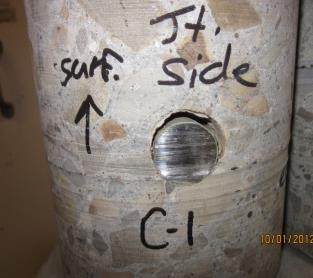 Jt.
surf. side
C-1
10/01/2012